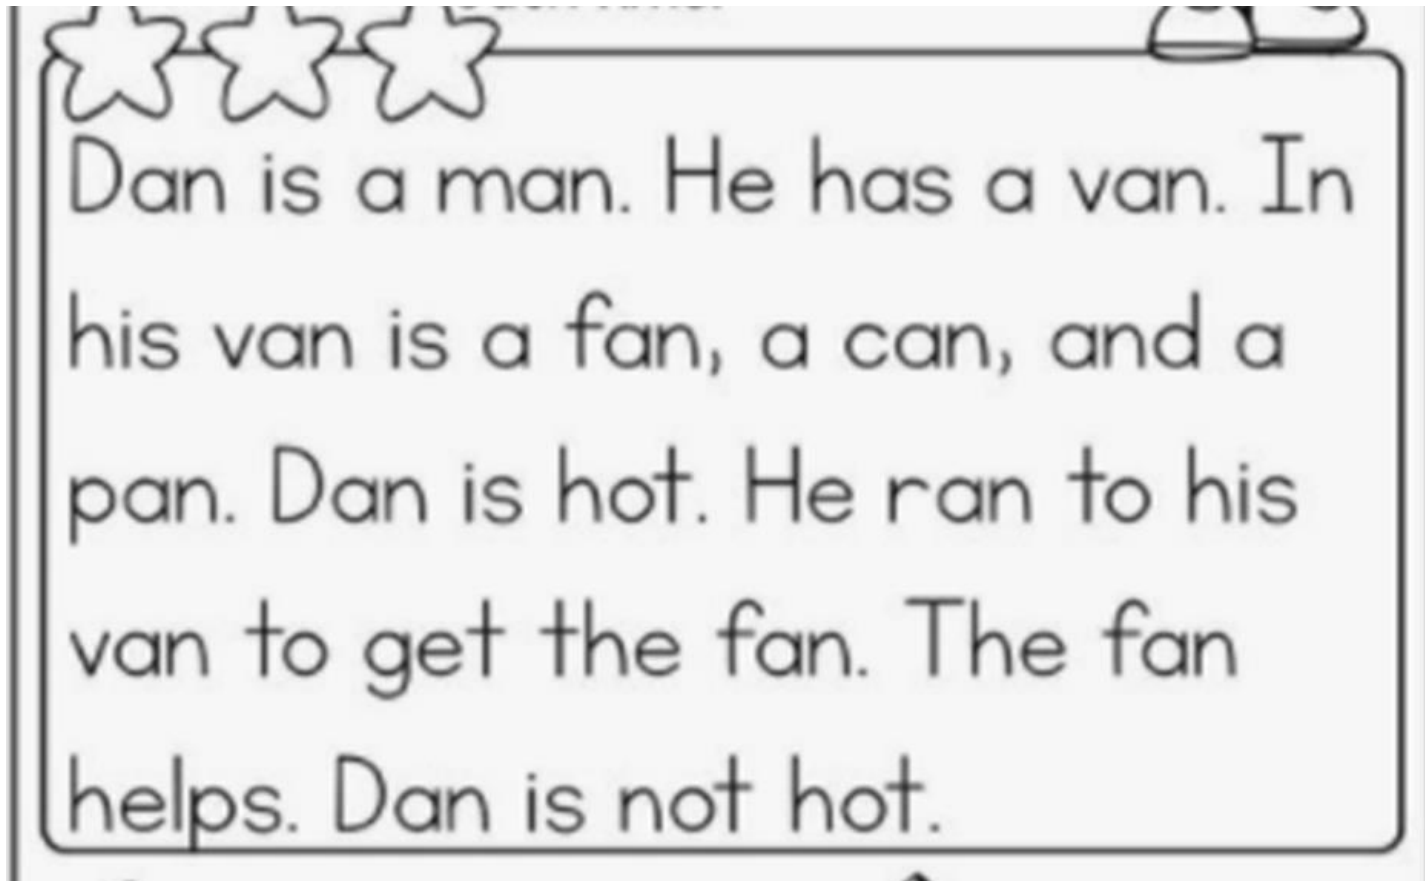 Dan is a man. He has a van. In
his van is a fan, a can, and a
pan. Dan is hot. He ran to his
van to get the fan. The fan
helps. Dan is not hot.